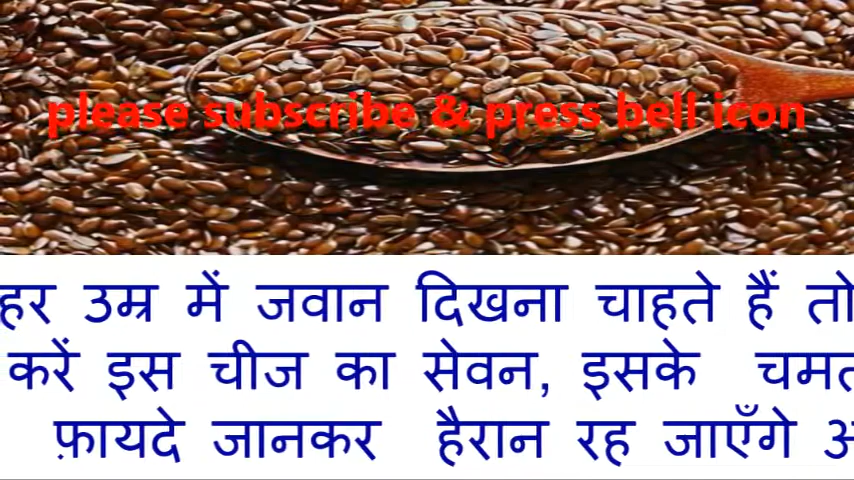 please subscribe & press bell icon
हर उम्र में जवान दिखना चाहते हैं तो
करें इस चीज का सेवन, इसके
फ़ायदे जानकर हैरान रह जाएँगे